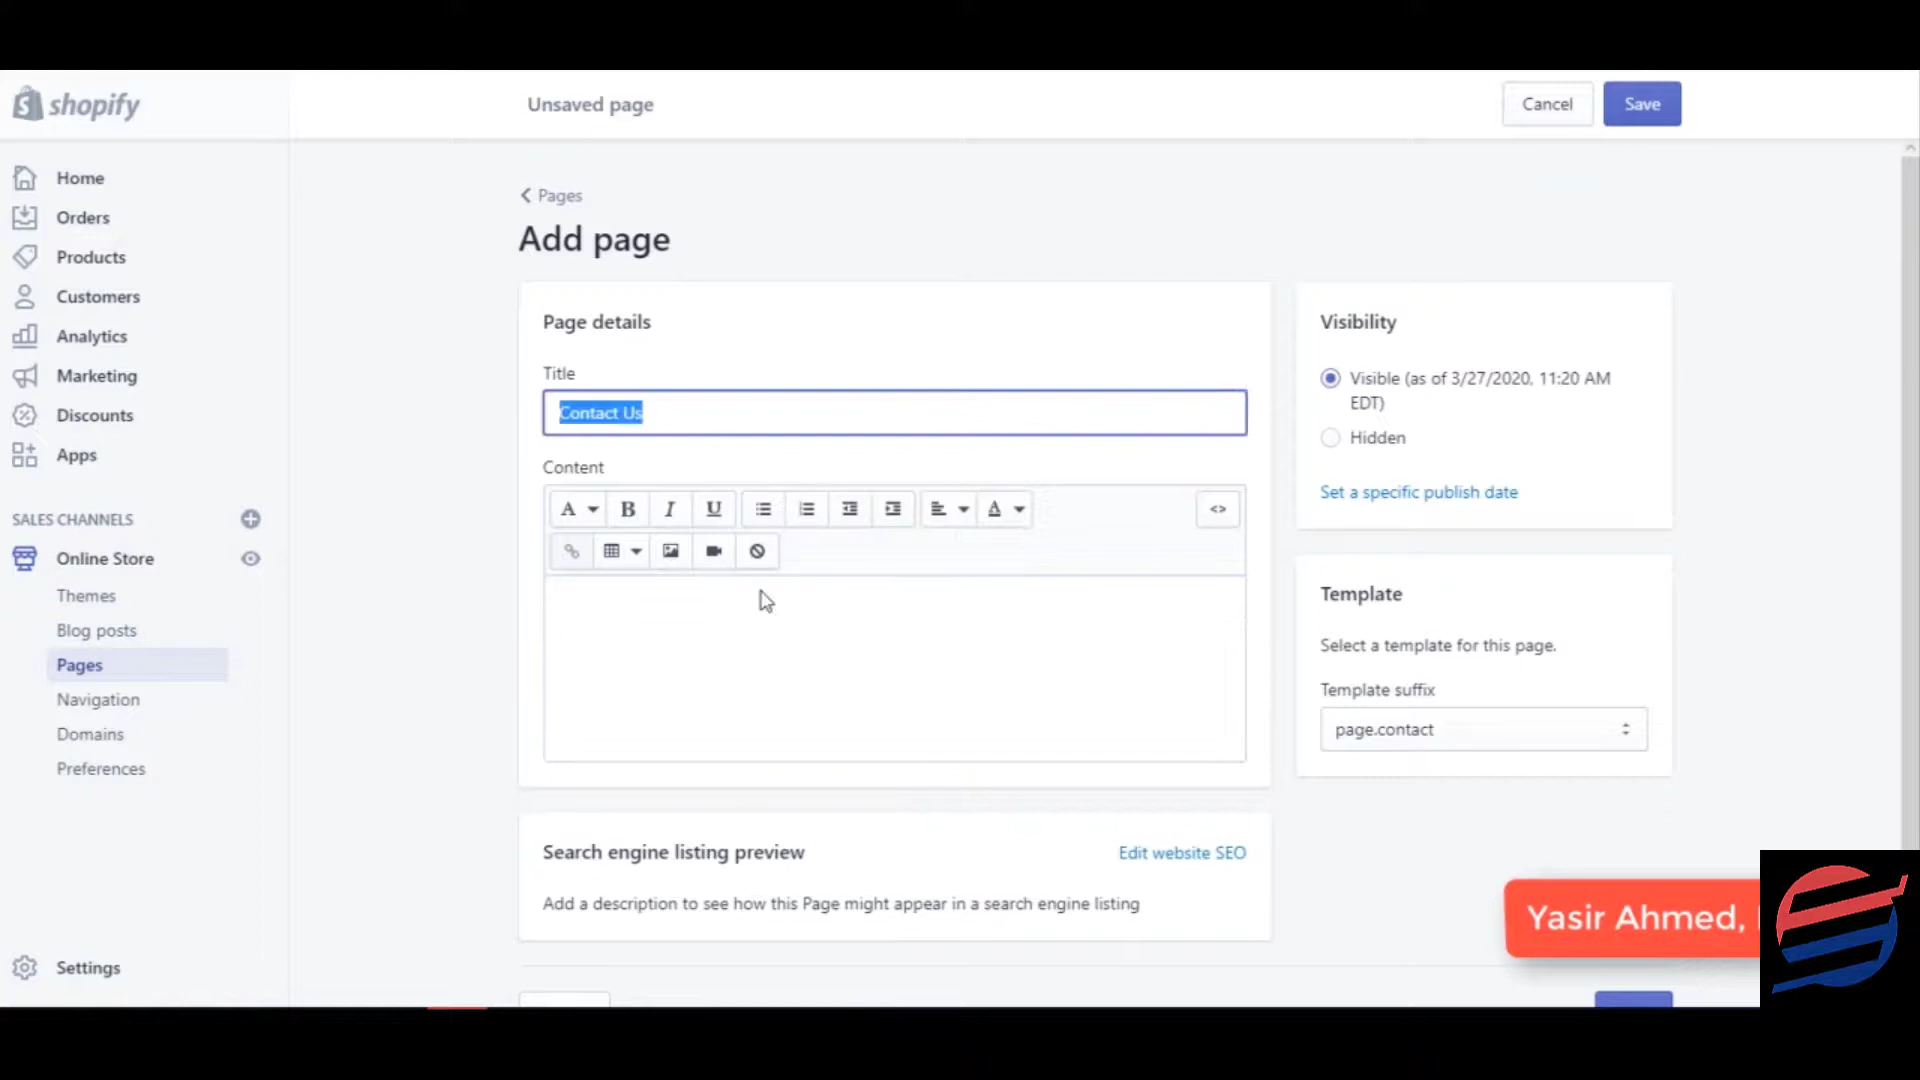 shopify
Unsaved page
Cancel
Save
Home
Orders
Products
Customers
Analytics
Marketing
Discounts
Apps
SALES CHANNELS
Online Store
Themes
Blog posts
Pages
Navigation
Domains
Preferences
Settings
Pages
Add page
Page details
Title
Contact Us
Content
A
B
I
U
A
<>
Search engine listing preview
Edit website SEO
Add a description to see how this Page might appear in a search engine listing
Visibility
Visible (as of 3/27/2020, 11:20 AM
EDT)
Hidden
Set a specific publish date
Template
Select a template for this page.
Template suffix
page.contact
Yasir Ahmed,